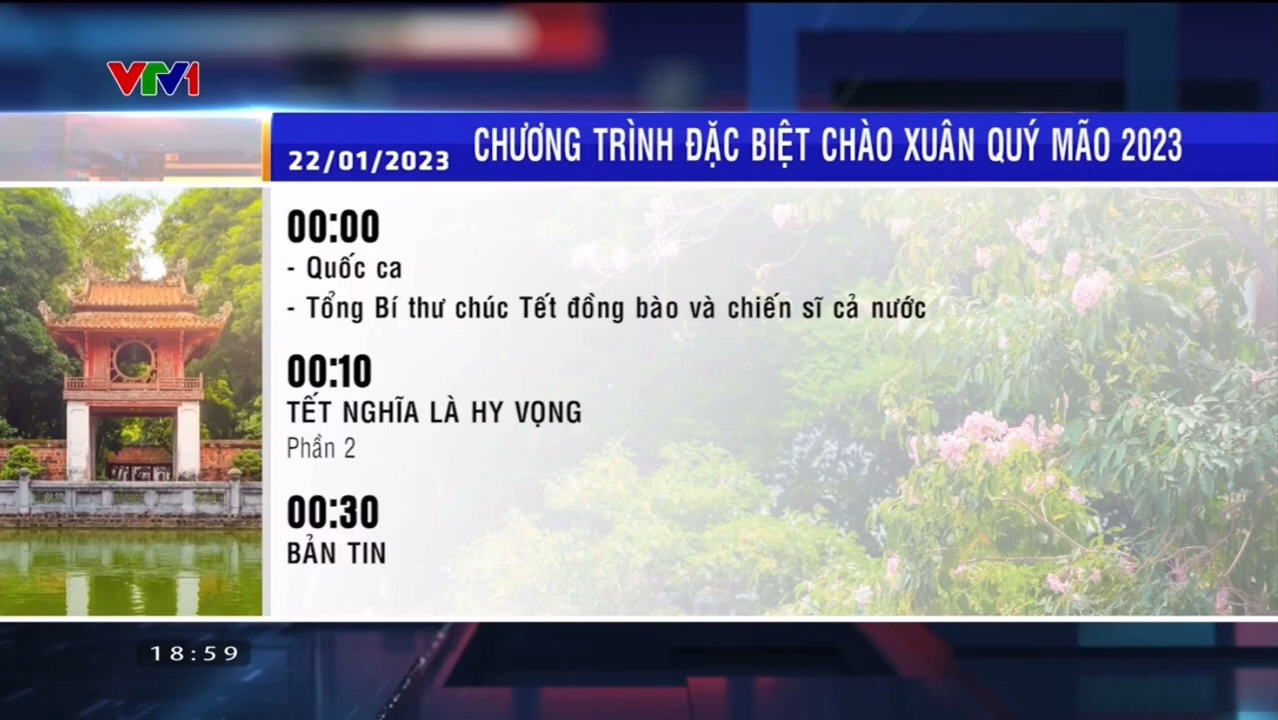 VTV1
22/01/2023 CHƯƠNG TRÌNH ĐẶC BIỆT CHÀO XUÂN QUÝ MÃO 2023
00:00
- Quốc ca
- Tổng Bí thư chúc Tết đồng bào và chiến sĩ cả nước
00:10
TẾT NGHĨA LÀ HY VỌNG
Phần 2
00:30
BẢN TIN
18:59